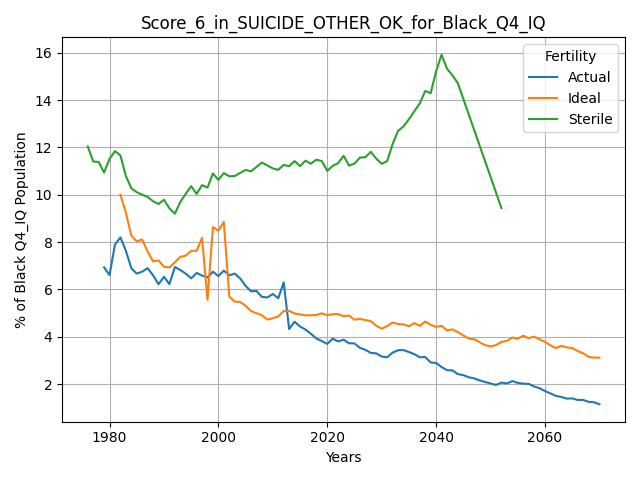 Score_6_in_SUICIDE_OTHER_OK_for_Black_Q4_IQ
% of Black Q4_IQ Population
16
14
12
10
8
6
4
2
Fertility
Actual
Ideal
Sterile
1980
2000
2020
2040
2060
Years